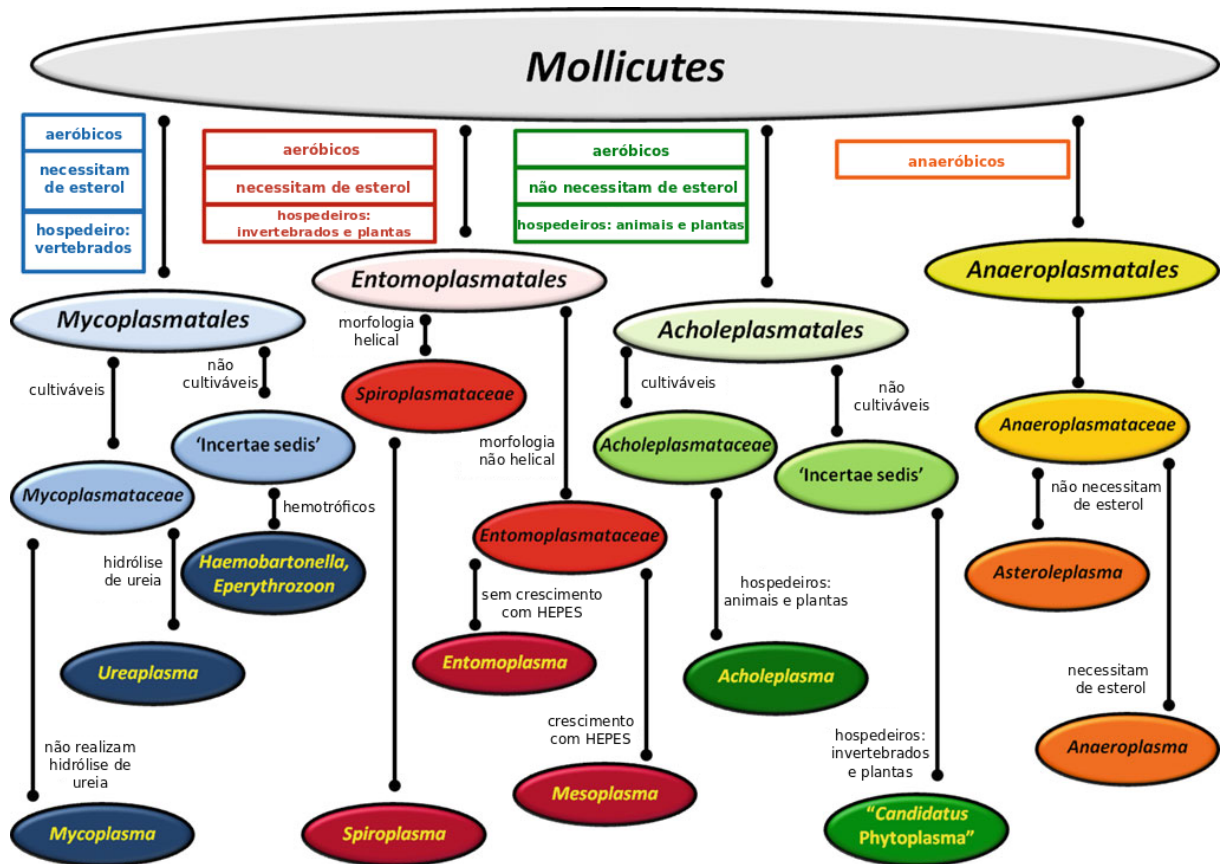 Mollicutes
aeróbicos
necessitam
de esterol
hospedeiro:
vertebrados
aeróbicos
necessitam de esterol
hospedeiros:
invertebrados e plantas
aeróbicos
não necessitam de esterol
hospedeiros: animais e plantas
anaeróbicos
Mycoplasmatales
Entomoplasmatales
Acholeplasmatales
Anaeroplasmatales
cultiváveis
não
cultiváveis
morfologia
helical
morfologia
não helical
cultiváveis
não
cultiváveis
Mycoplasmataceae
‘Incertae sedis’
Spiroplasmataceae
Entomoplasmataceae
Acholeplasmataceae
‘Incertae sedis’
Anaeroplasmataceae
hidrólise
de ureia
hemotróficos
Haemobartonella,
Eperythrozoon
sem crescimento
com HEPES
hospedeiros:
animais e plantas
não necessitam
de esterol
Asteroleplasma
Ureaplasma
Entomoplasma
Acholeplasma
necessitam
de esterol
não realizam
hidrólise de
ureia
crescimento
com HEPES
hospedeiros:
invertebrados
e plantas
Anaeroplasma
Mycoplasma
Spiroplasma
Mesoplasma
“Candidatus
Phytoplasma”